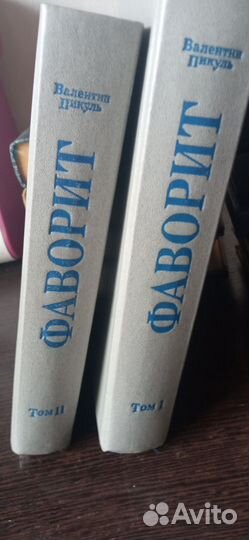 Валентин
Пикуль
ФАВОРИТ
Том II
Валентин
Пикуль
ФАВОРИТ
Том I
Avito